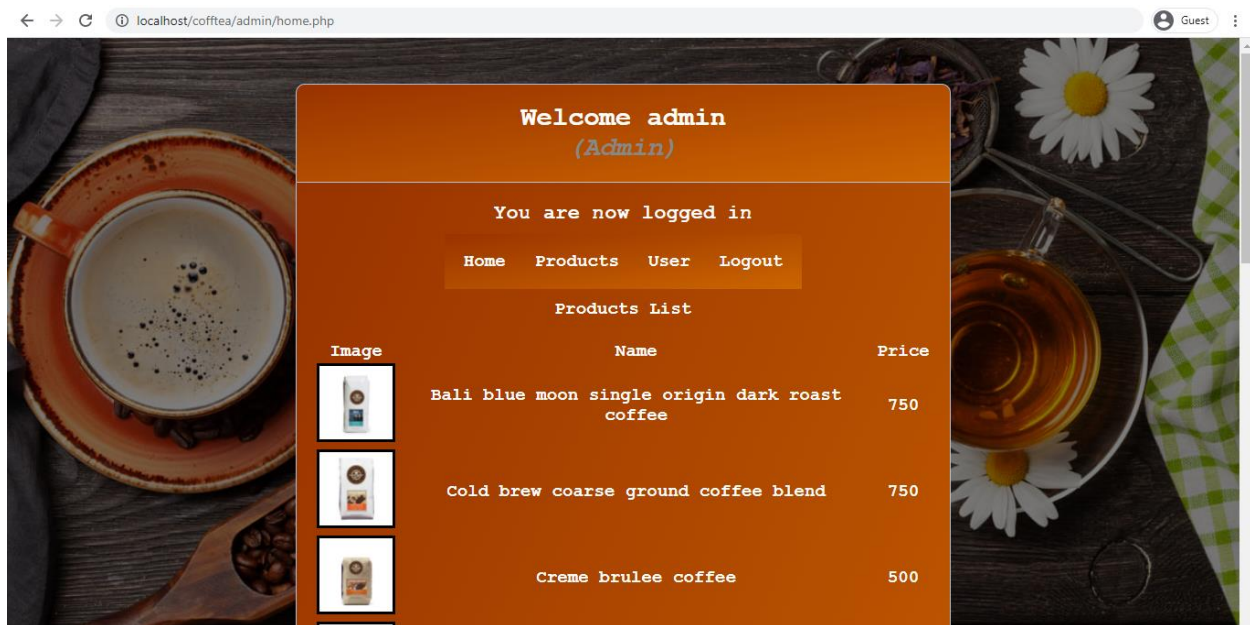 localhost/cofftea/admin/home.php
Guest
Welcome admin
(Admin)
You are now logged in
Home Products User Logout
Products List
Image Name Price
Bali blue moon single origin dark roast
coffee
750
Cold brew coarse ground coffee blend 750
Creme brulee coffee 500